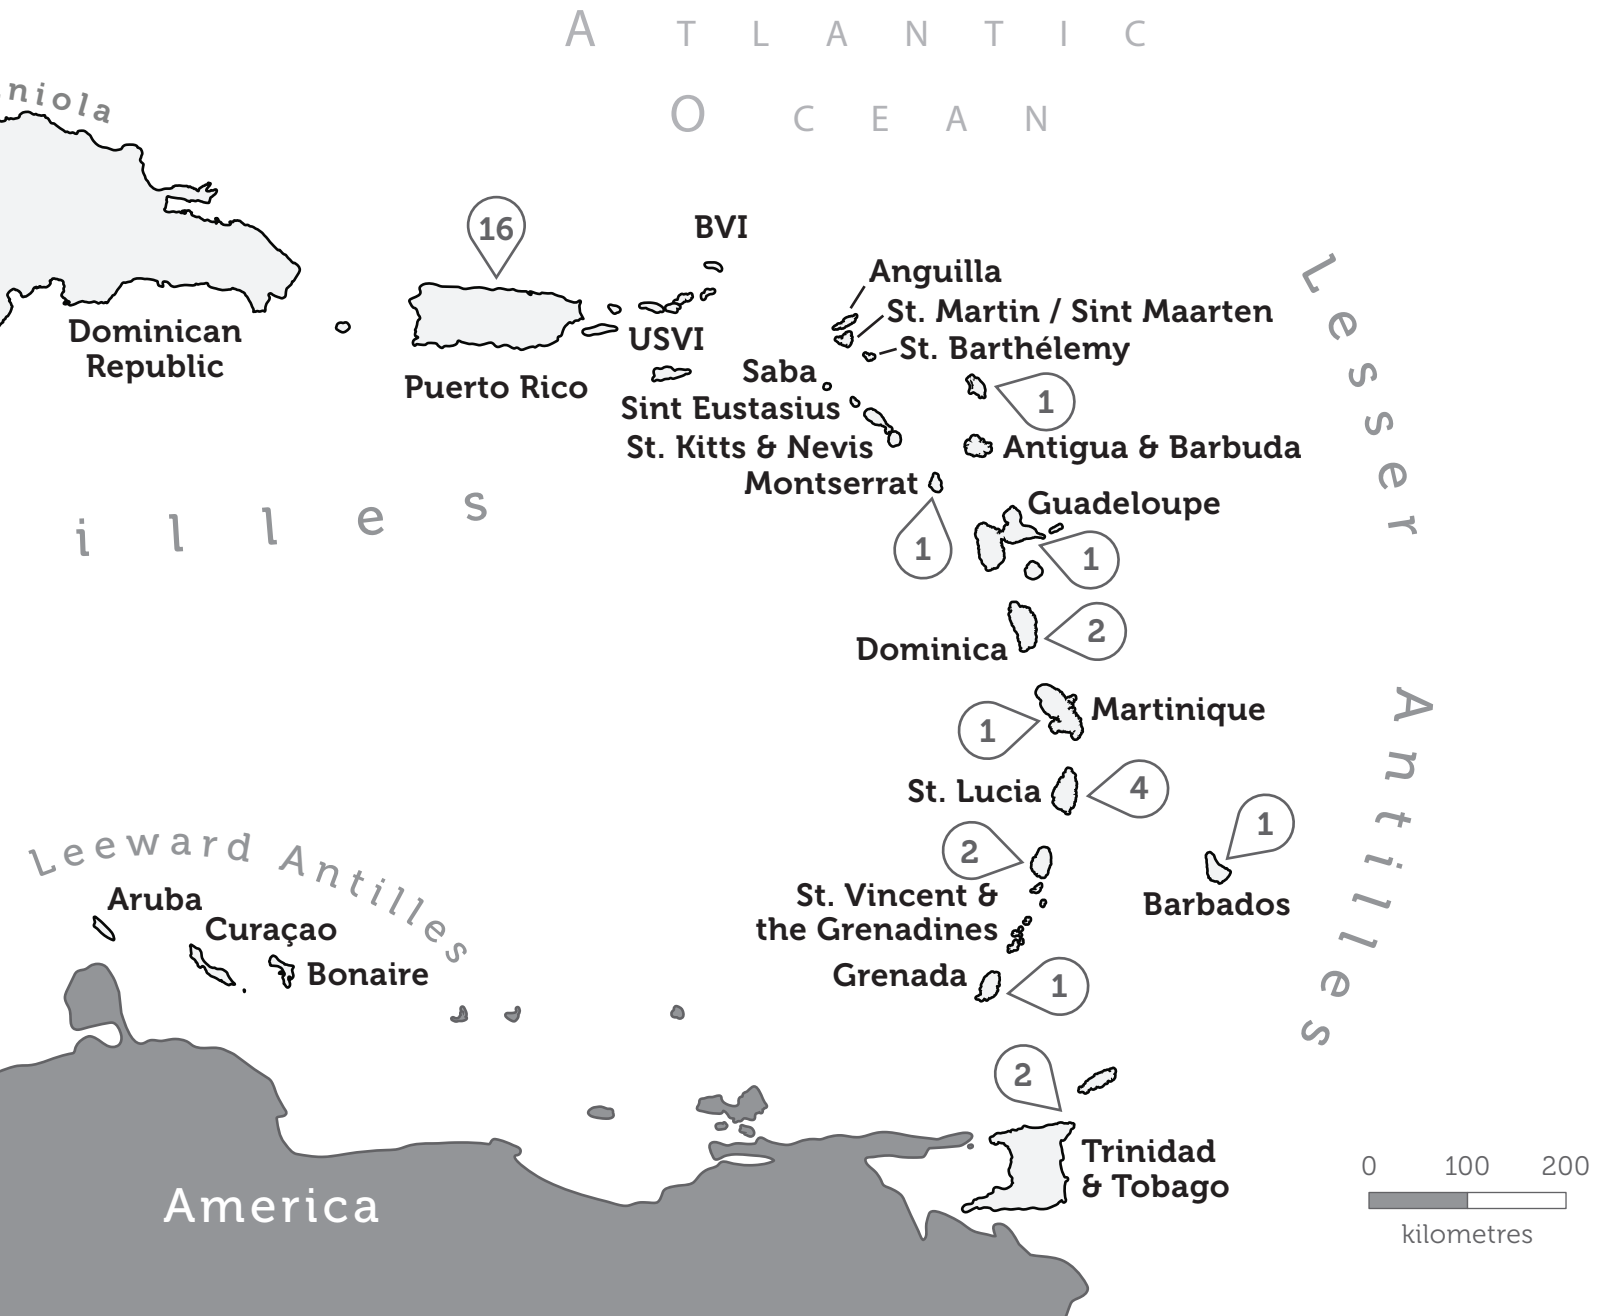 ATLANTIC
OCEAN
niola
16
BVI
Anguilla
St. Martin / Sint Maarten
St. Barthélemy
Dominican
Republic
USVI
Puerto Rico
Saba
1
Sint Eustasius
St. Kitts & Nevis
Antigua & Barbuda
Montserrat
Lesser
Antilles
illes
Guadeloupe
1
1
Dominica
2
Martinique
1
St. Lucia
4
1
2
Barbados
St. Vincent &
the Grenadines
Grenada
1
Leeward Antilles
Aruba
Curaçao
Bonaire
2
Trinidad
& Tobago
America
0 100 200
kilometres